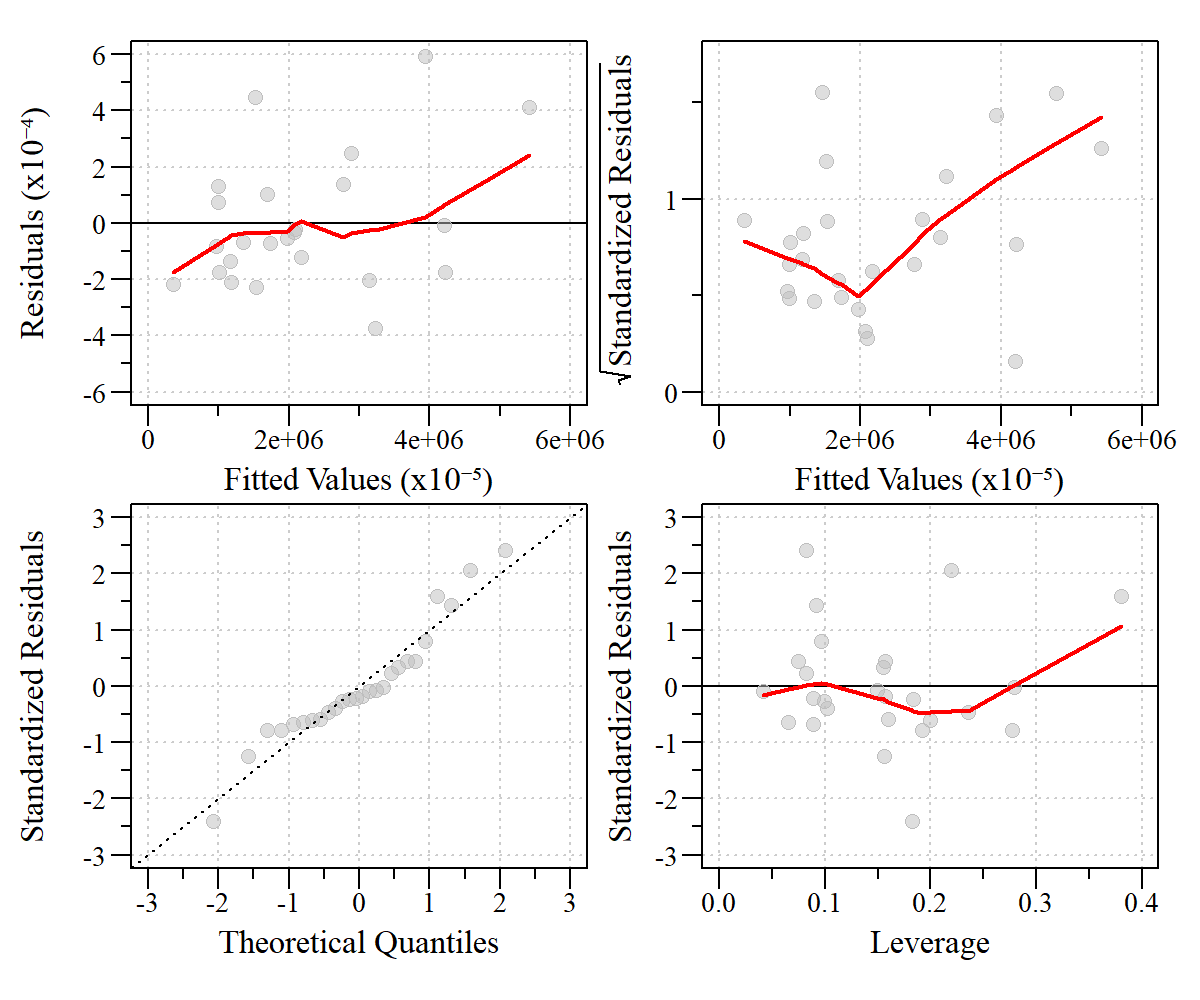 Residuals (x10⁻⁴)
6
4
2
0
-2
-4
-6
0 2e+06 4e+06 6e+06
Fitted Values (x10⁻⁵)
√Standardized Residuals
1
0
0 2e+06 4e+06 6e+06
Fitted Values (x10⁻⁵)
Standardized Residuals
3
2
1
0
-1
-2
-3
-3 -2 -1 0 1 2 3
Theoretical Quantiles
Standardized Residuals
3
2
1
0
-1
-2
-3
0.0 0.1 0.2 0.3 0.4
Leverage